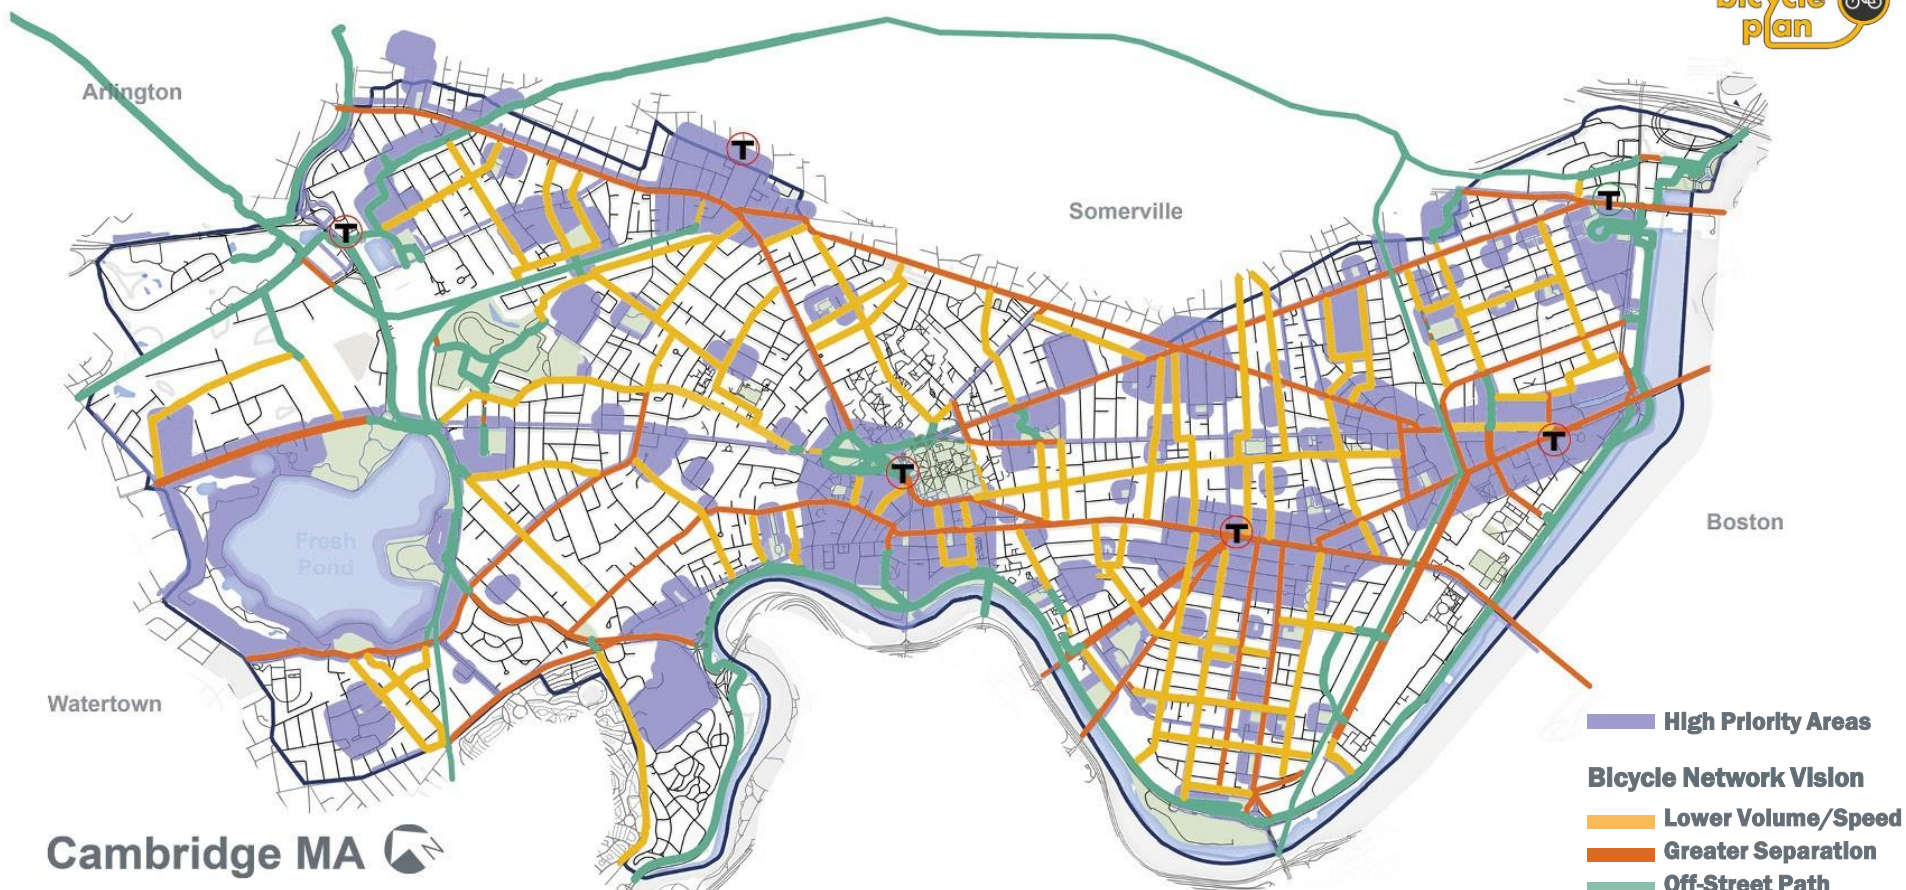 bicycle
plan
Arlington
T
T
T
Somerville
T
T
T
Boston
Fresh
Pond
Watertown
High Priority Areas
Bicycle Network Vision
Lower Volume/Speed
Greater Separation
Off-Street Path
Cambridge MA
N